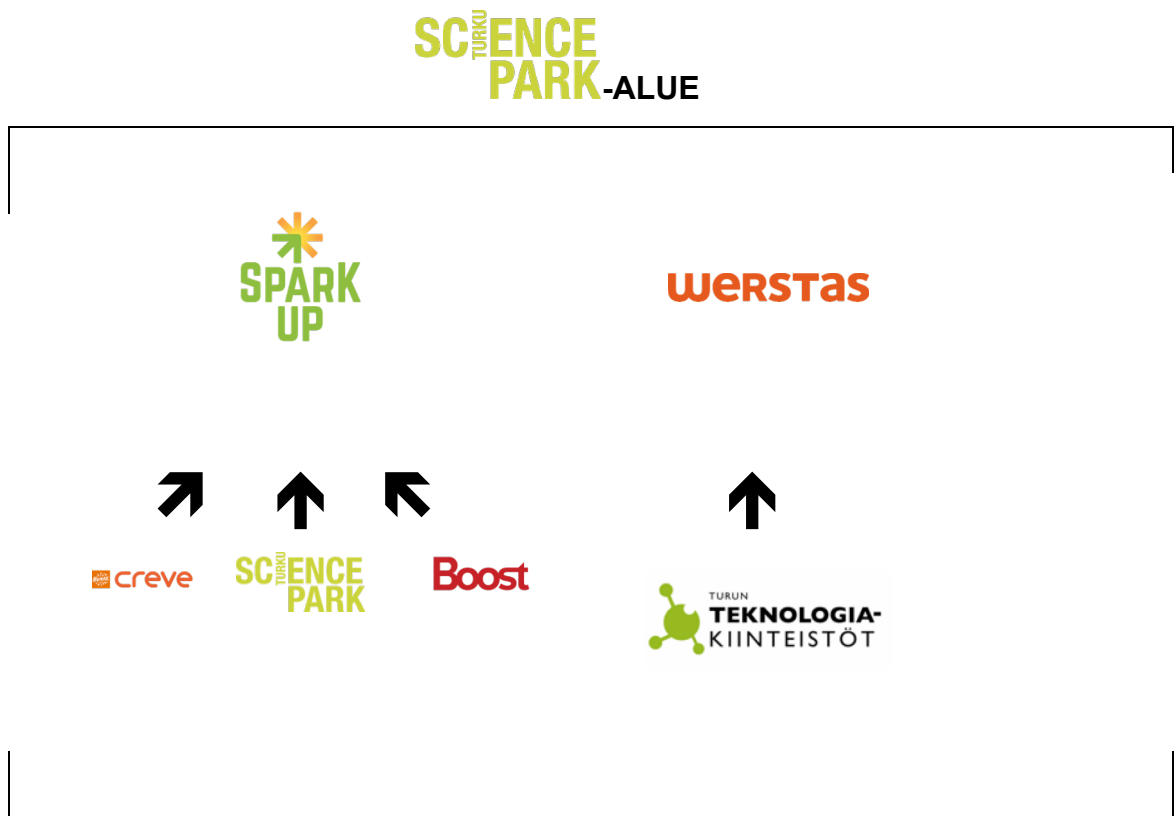 SCIENCE
TURKU
PARK-ALUE
SPARK
UP
werstas
creve
SCIENCE
TURKU
PARK
Boost
TURUN
TEKNOLOGIA-
KIINTEISTÖT